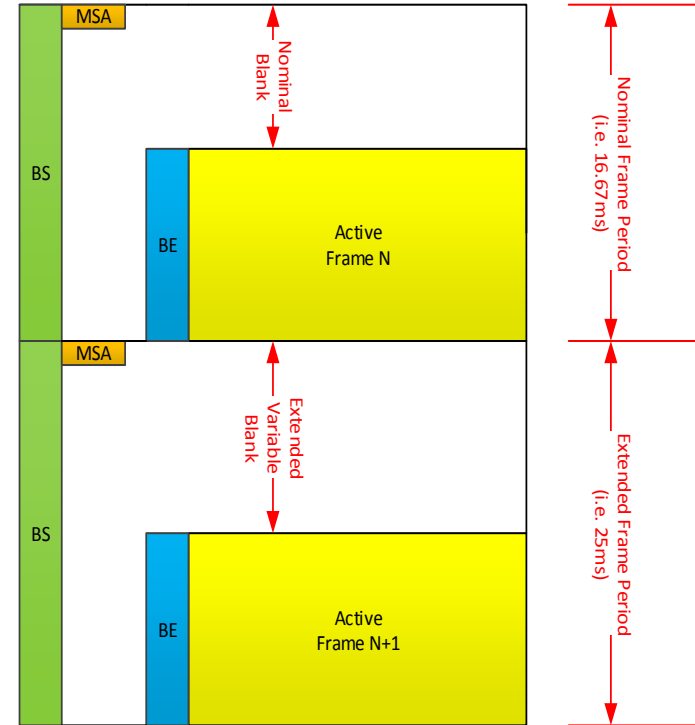 MSA
Nominal
Blank
Nominal Frame Period
(i.e. 16.67ms)
BS
BE
Active
Frame N
MSA
Extended
Variable
Blank
Extended Frame Period
(i.e. 25ms)
BS
BE
Active
Frame N+1